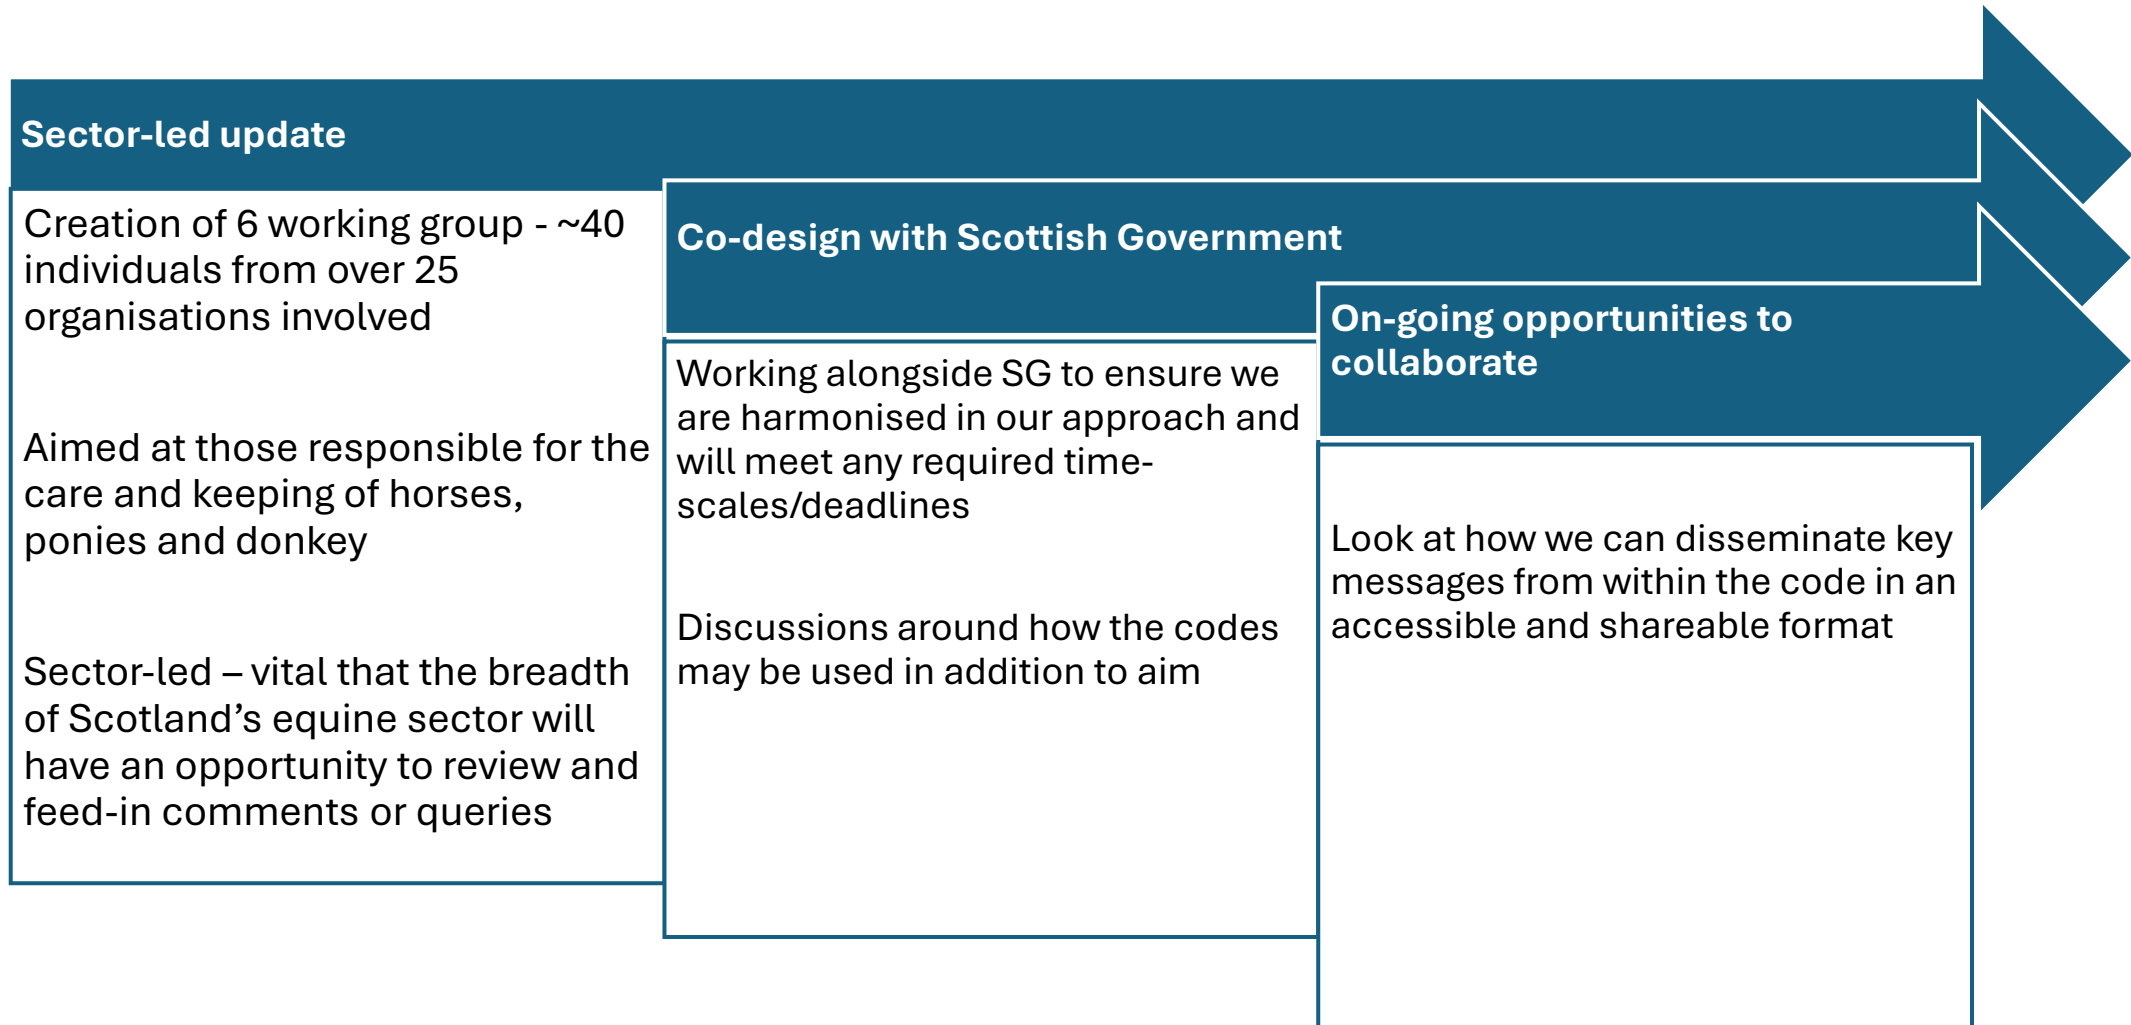 Sector-led update
Creation of 6 working group - ~40
individuals from over 25
organisations involved
Aimed at those responsible for the
care and keeping of horses,
ponies and donkey
Sector-led – vital that the breadth
of Scotland’s equine sector will
have an opportunity to review and
feed-in comments or queries
Co-design with Scottish Government
Working alongside SG to ensure we
are harmonised in our approach and
will meet any required time-
scales/deadlines
Discussions around how the codes
may be used in addition to aim
On-going opportunities to
collaborate
Look at how we can disseminate key
messages from within the code in an
accessible and shareable format